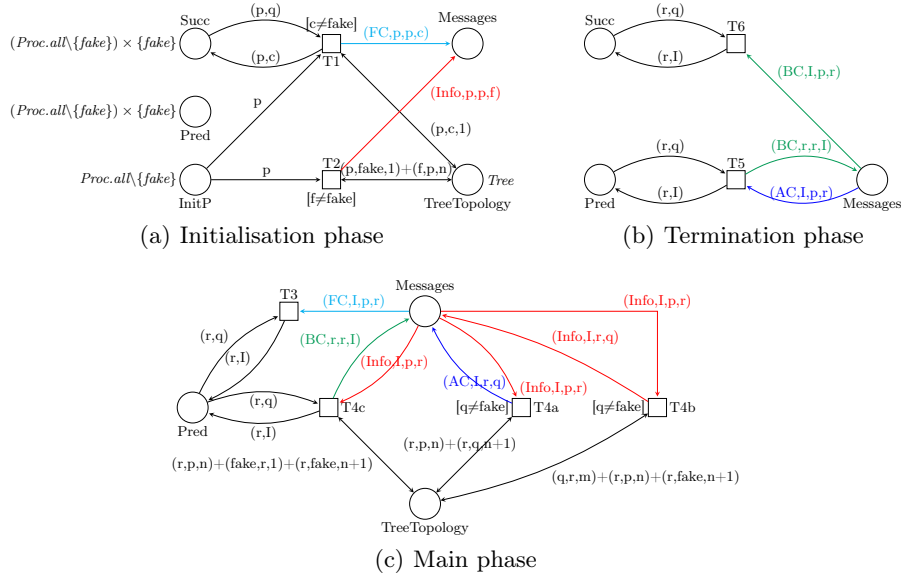 Succ
(Proc.all\{fake}) × {fake}
(p,q)
(p,c)
[c≠fake]
T1
(FC,p,p,c)
Messages
(Info,p,p,f)
(Proc.all\{fake}) × {fake}
Pred
p
(p,c,1)
Proc.all\{fake}
InitP
p
T2
[f≠fake]
(p,fake,1)+(f,p,n)
Tree
TreeTopology
(a) Initialisation phase
Succ
(r,q)
(r,I)
T6
(BC,I,p,r)
(r,q)
(r,I)
Pred
T5
(BC,r,r,I)
(AC,I,p,r)
Messages
(b) Termination phase
Messages
T3
(FC,I,p,r)
(Info,I,p,r)
(r,q)
(r,I)
(BC,r,r,I)
(Info,I,p,r)
(Info,I,r,q)
(AC,I,r,q)
(Info,I,p,r)
(r,q)
(r,I)
Pred
T4c
[q≠fake]
T4a
[q≠fake]
T4b
(r,p,n)+(r,q,n+1)
(r,p,n)+(fake,r,1)+(r,fake,n+1)
(q,r,m)+(r,p,n)+(r,fake,n+1)
TreeTopology
(c) Main phase